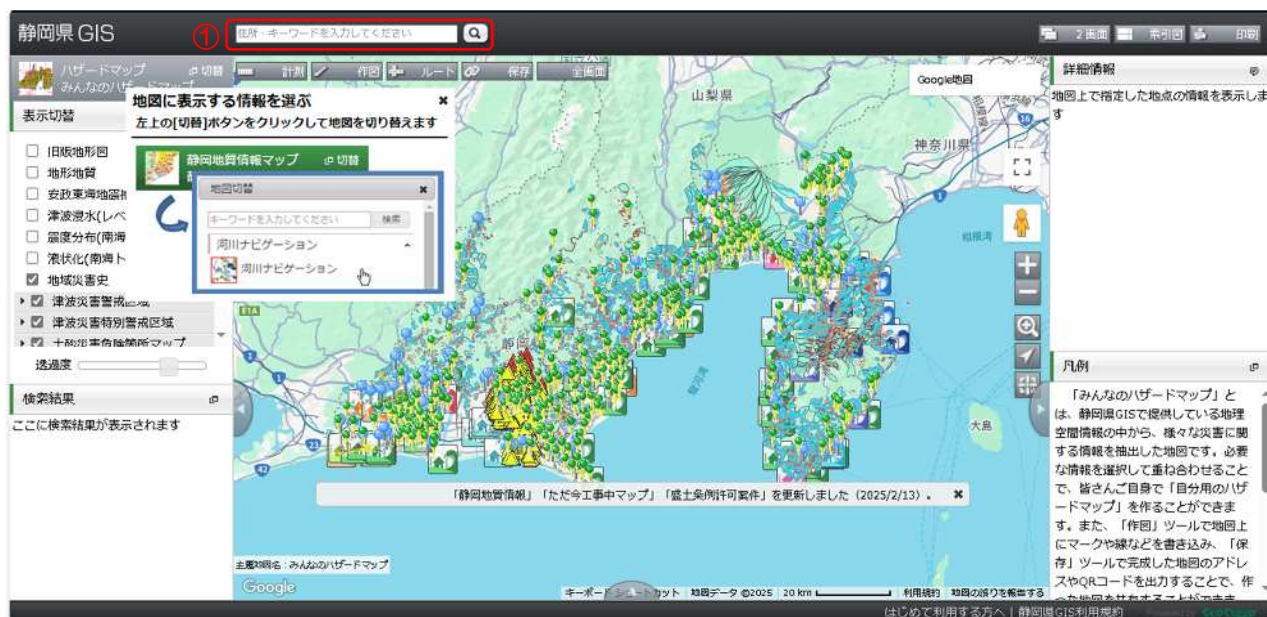 静岡県 GIS
①
住所・キーワードを入力してください
2画面
索引図
印刷
ハザードマップ
切替
みんなのハザードマップ
計測
作図
ルート
保存
全画面
地図に表示する情報を選ぶ
左上の[切替]ボタンをクリックして地図を切り替えます
静岡地質情報マップ
切替
地図切替
キーワードを入力してください
検索
河川ナビゲーション
河川ナビゲーション
表示切替
旧版地形図
地形地質
安政東海地震
津波浸水(レベ
震度分布(南海
液状化(南海ト
地域災害史
津波災害警戒区域
津波災害特別警戒区域
土砂災害危険箇所マップ
透過度
検索結果
ここに検索結果が表示されます
山梨県
Google地図
神奈川県
相模湾
静岡
駿河湾
大島
E1A
「静岡地質情報」「ただ今工事中マップ」「盛土条例許可案件」を更新しました（2025/2/13）。
主題地図名：みんなのハザードマップ
Google
キーボード ショートカット
地図データ ©2025
20 km
利用規約
地図の誤りを報告する
詳細情報
地図上で指定した地点の情報を表示しま
す
凡例
「みんなのハザードマップ」と
は、静岡県GISで提供している地理
空間情報の中から、様々な災害に関
する情報を抽出した地図です。必要
な情報を選択して重ね合わせること
で、皆さんご自身で「自分用のハザ
ードマップ」を作ることができま
す。また、「作図」ツールで地図上
にマークや線などを書き込み、「保
存」ツールで完成した地図のアドレ
スやQRコードを出力することで、作
った地図を共有することができま
はじめて利用する方へ | 静岡県GIS利用規約
Powered by GeoCloud